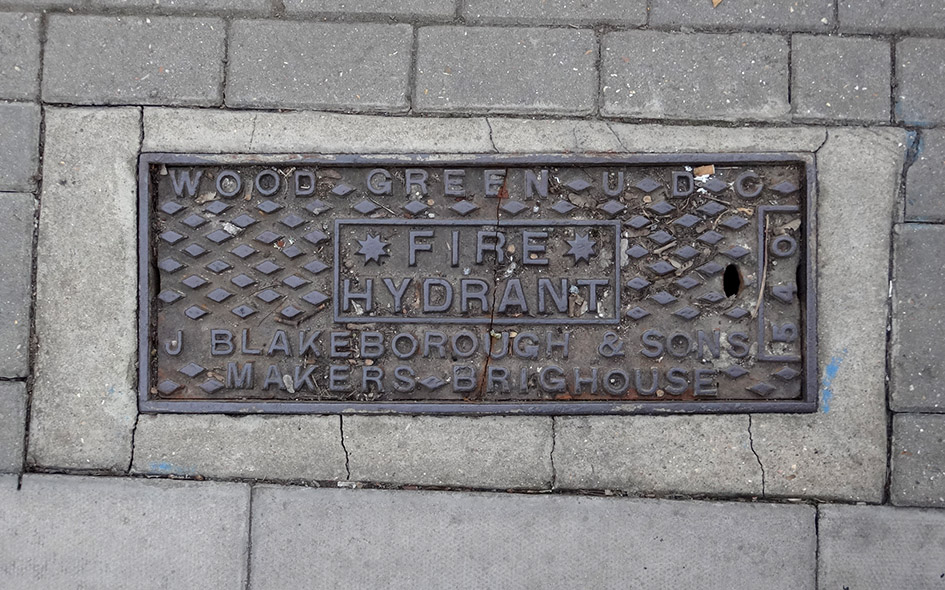 WOOD GREEN U D C
FIRE
HYDRANT
J BLAKEBOROUGH & SONS
MAKERS BRIGHOUSE